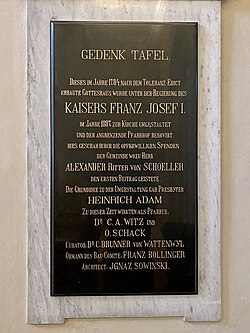 GEDENK TAFEL.
DIESES IM JAHRE 1784 NACH DEM TOLERANZ-EDICT
ERBAUTE GOTTESHAUS, WURDE UNTER DER REGIERUNG DES
KAISERS FRANZ JOSEF I.
IM JAHRE 1887 ZUR KIRCHE UMGESTALTET
UND DER ANGRENZENDE PFARRHOF RENOVIRT
DIES GESCHAH DURCH DIE OPFERWILLIGEN SPENDEN
DER GEMEINDE WOZU HERR
ALEXANDER RITTER VON SCHOELLER
DEN ERSTEN BEITRAG LEISTETE.
DIE GRUNDIDEE ZU DER UMGESTALTUNG GAB PRESBYTER
HEINRICH ADAM
ZU DIESER ZEIT WIRKTEN ALS PFARRER:
DR C. A. WITZ UND
O. SCHACK
CURATOR: DR C. BRUNNER VON WATTENWYL
OBMANN DES BAU COMITE: FRANZ BOLLINGER
ARCHITECT: IGNAZ SOWINSKI.